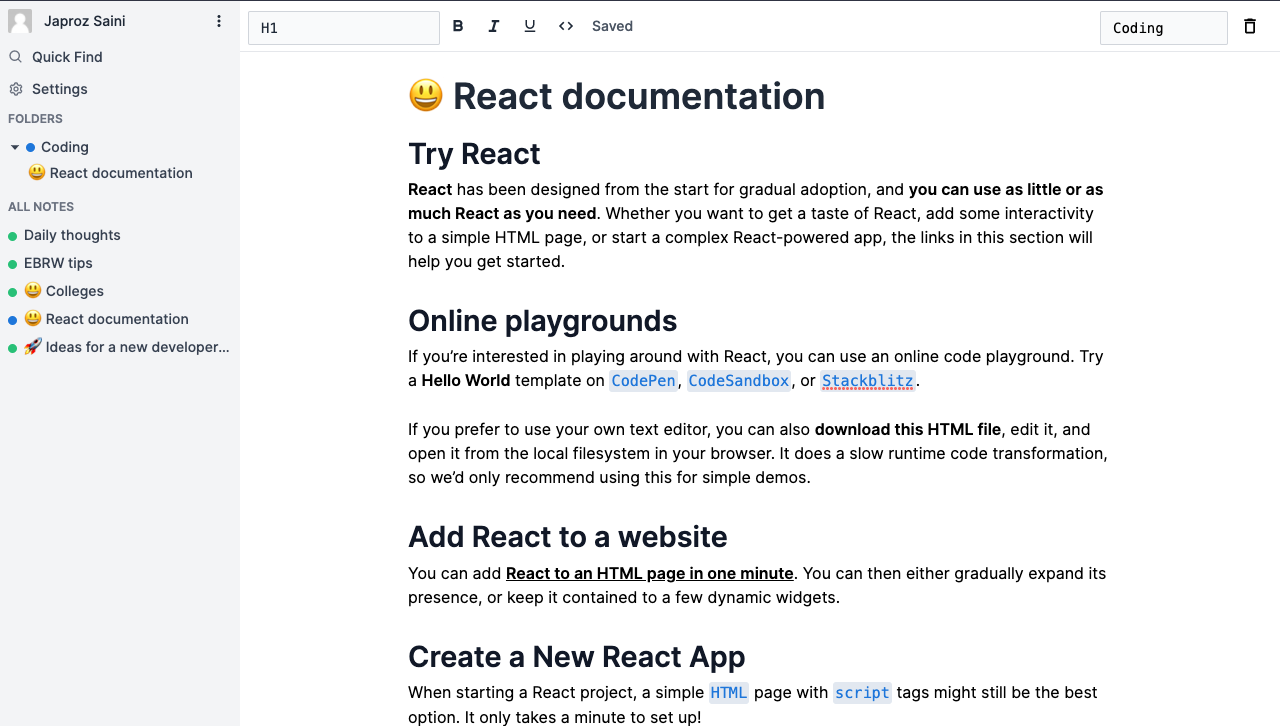 Japroz Saini
Quick Find
Settings
FOLDERS
Coding
😃 React documentation
ALL NOTES
Daily thoughts
EBRW tips
😃 Colleges
😃 React documentation
🚀 Ideas for a new developer...
H1
B I U <> Saved
Coding
😃 React documentation
Try React
React has been designed from the start for gradual adoption, and you can use as little or as
much React as you need. Whether you want to get a taste of React, add some interactivity
to a simple HTML page, or start a complex React-powered app, the links in this section will
help you get started.
Online playgrounds
If you’re interested in playing around with React, you can use an online code playground. Try
a Hello World template on CodePen, CodeSandbox, or Stackblitz.
If you prefer to use your own text editor, you can also download this HTML file, edit it, and
open it from the local filesystem in your browser. It does a slow runtime code transformation,
so we’d only recommend using this for simple demos.
Add React to a website
You can add React to an HTML page in one minute. You can then either gradually expand its
presence, or keep it contained to a few dynamic widgets.
Create a New React App
When starting a React project, a simple HTML page with script tags might still be the best
option. It only takes a minute to set up!